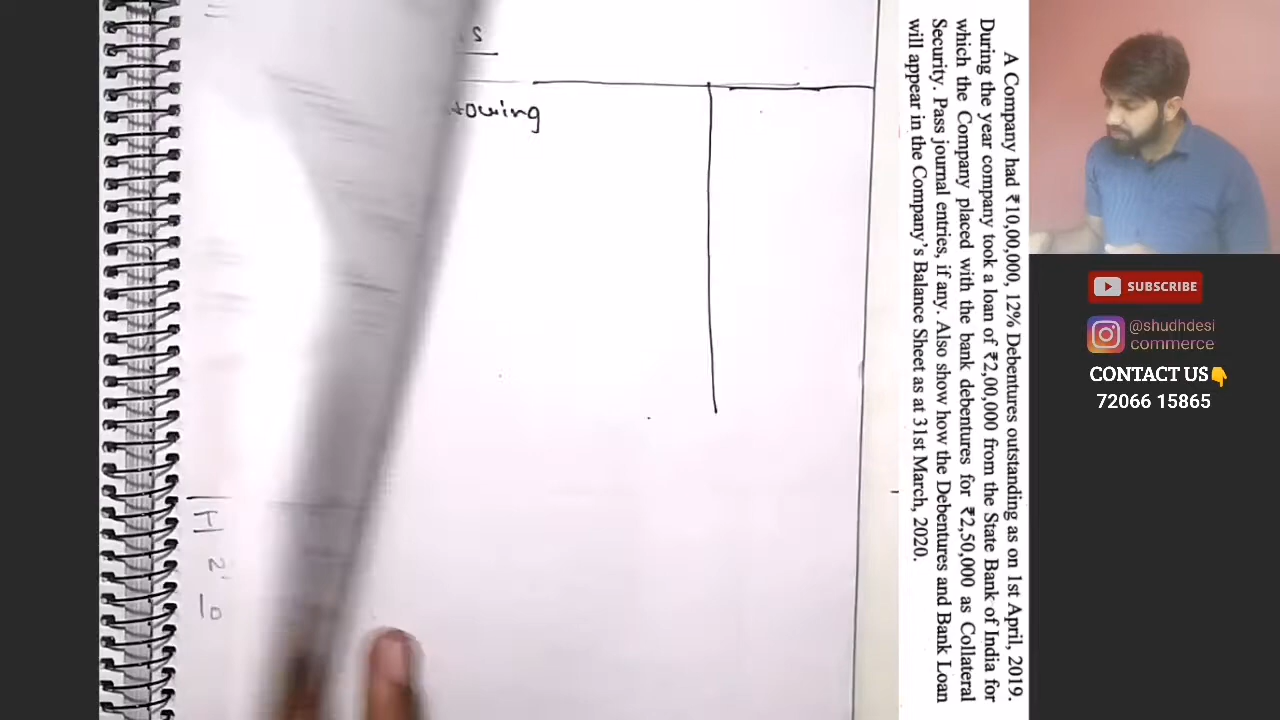 A Company had ₹10,00,000, 12% Debentures outstanding as on 1st April, 2019.
During the year company took a loan of ₹2,00,000 from the State Bank of India for
which the Company placed with the bank debentures for ₹2,50,000 as Collateral
Security. Pass journal entries, if any. Also show how the Debentures and Bank Loan
will appear in the Company's Balance Sheet as at 31st March, 2020.
SUBSCRIBE
@shudhdesi
commerce
CONTACT US👇
72066 15865